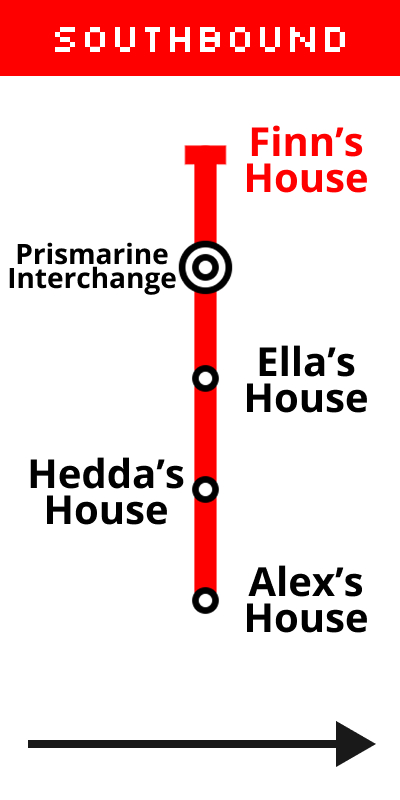 SOUTHBOUND
Finn’s
House
Prismarine
Interchange
Ella’s
House
Hedda’s
House
Alex’s
House